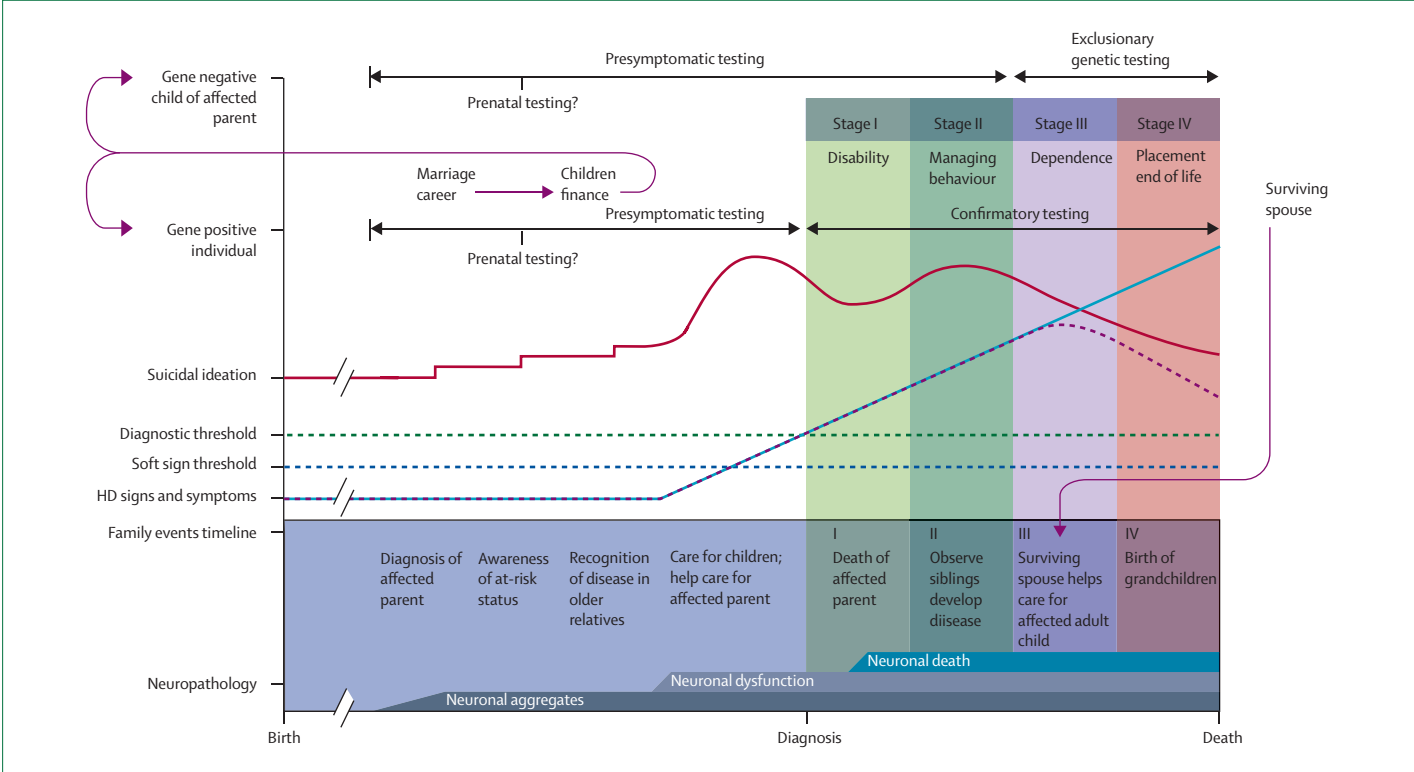 Exclusionary
genetic testing
Presymptomatic testing
Gene negative
child of affected
parent
Prenatal testing?
Stage I
Stage II
Stage III
Stage IV
Disability
Managing
behaviour
Dependence
Placement
end of life
Marriage
career
Children
finance
Surviving
spouse
Presymptomatic testing
Confirmatory testing
Gene positive
individual
Prenatal testing?
Suicidal ideation
Diagnostic threshold
Soft sign threshold
HD signs and symptoms
Family events timeline
Diagnosis of
affected
parent
Awareness
of at-risk
status
Recognition
of disease in
older
relatives
Care for children;
help care for
affected parent
I
Death of
affected
parent
II
Observe
siblings
develop
diisease
III
Surviving
spouse helps
care for
affected adult
child
IV
Birth of
grandchildren
Neuronal death
Neuropathology
Neuronal dysfunction
Neuronal aggregates
Birth
Diagnosis
Death